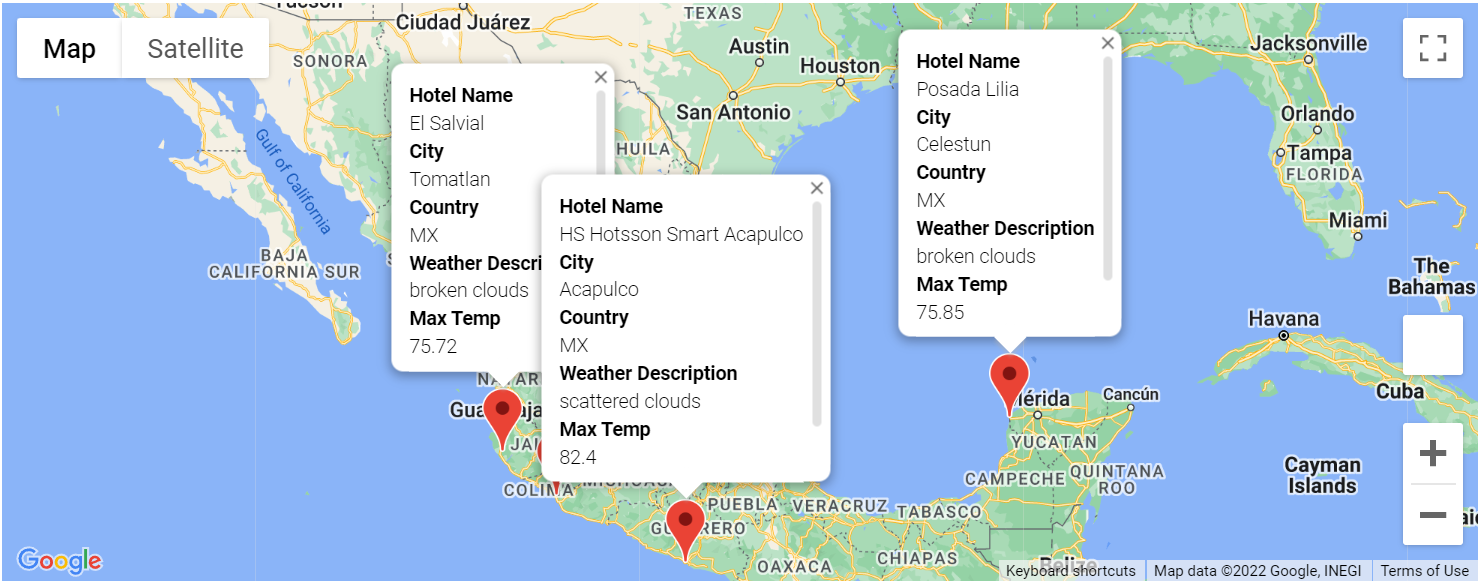 Map
Satellite
Ciudad Juárez
TEXAS
Austin
Houston
San Antonio
Jacksonville
Orlando
Tampa
FLORIDA
Miami
The
Bahamas
Havana
Cuba
Cayman
Islands
SONORA
Gulf of California
BAJA
CALIFORNIA SUR
Hotel Name
El Salvial
City
Tomatlan
Country
MX
Weather Descri
broken clouds
Max Temp
75.72
Hotel Name
HS Hotsson Smart Acapulco
City
Acapulco
Country
MX
Weather Description
scattered clouds
Max Temp
82.4
Hotel Name
Posada Lilia
City
Celestun
Country
MX
Weather Description
broken clouds
Max Temp
75.85
COLIMA
PUEBLA
VERACRUZ
TABASCO
OAXACA
CHIAPAS
Cancún
YUCATAN
CAMPECHE
QUINTANA
ROO
Google
Keyboard shortcuts
Map data ©2022 Google, INEGI
Terms of Use